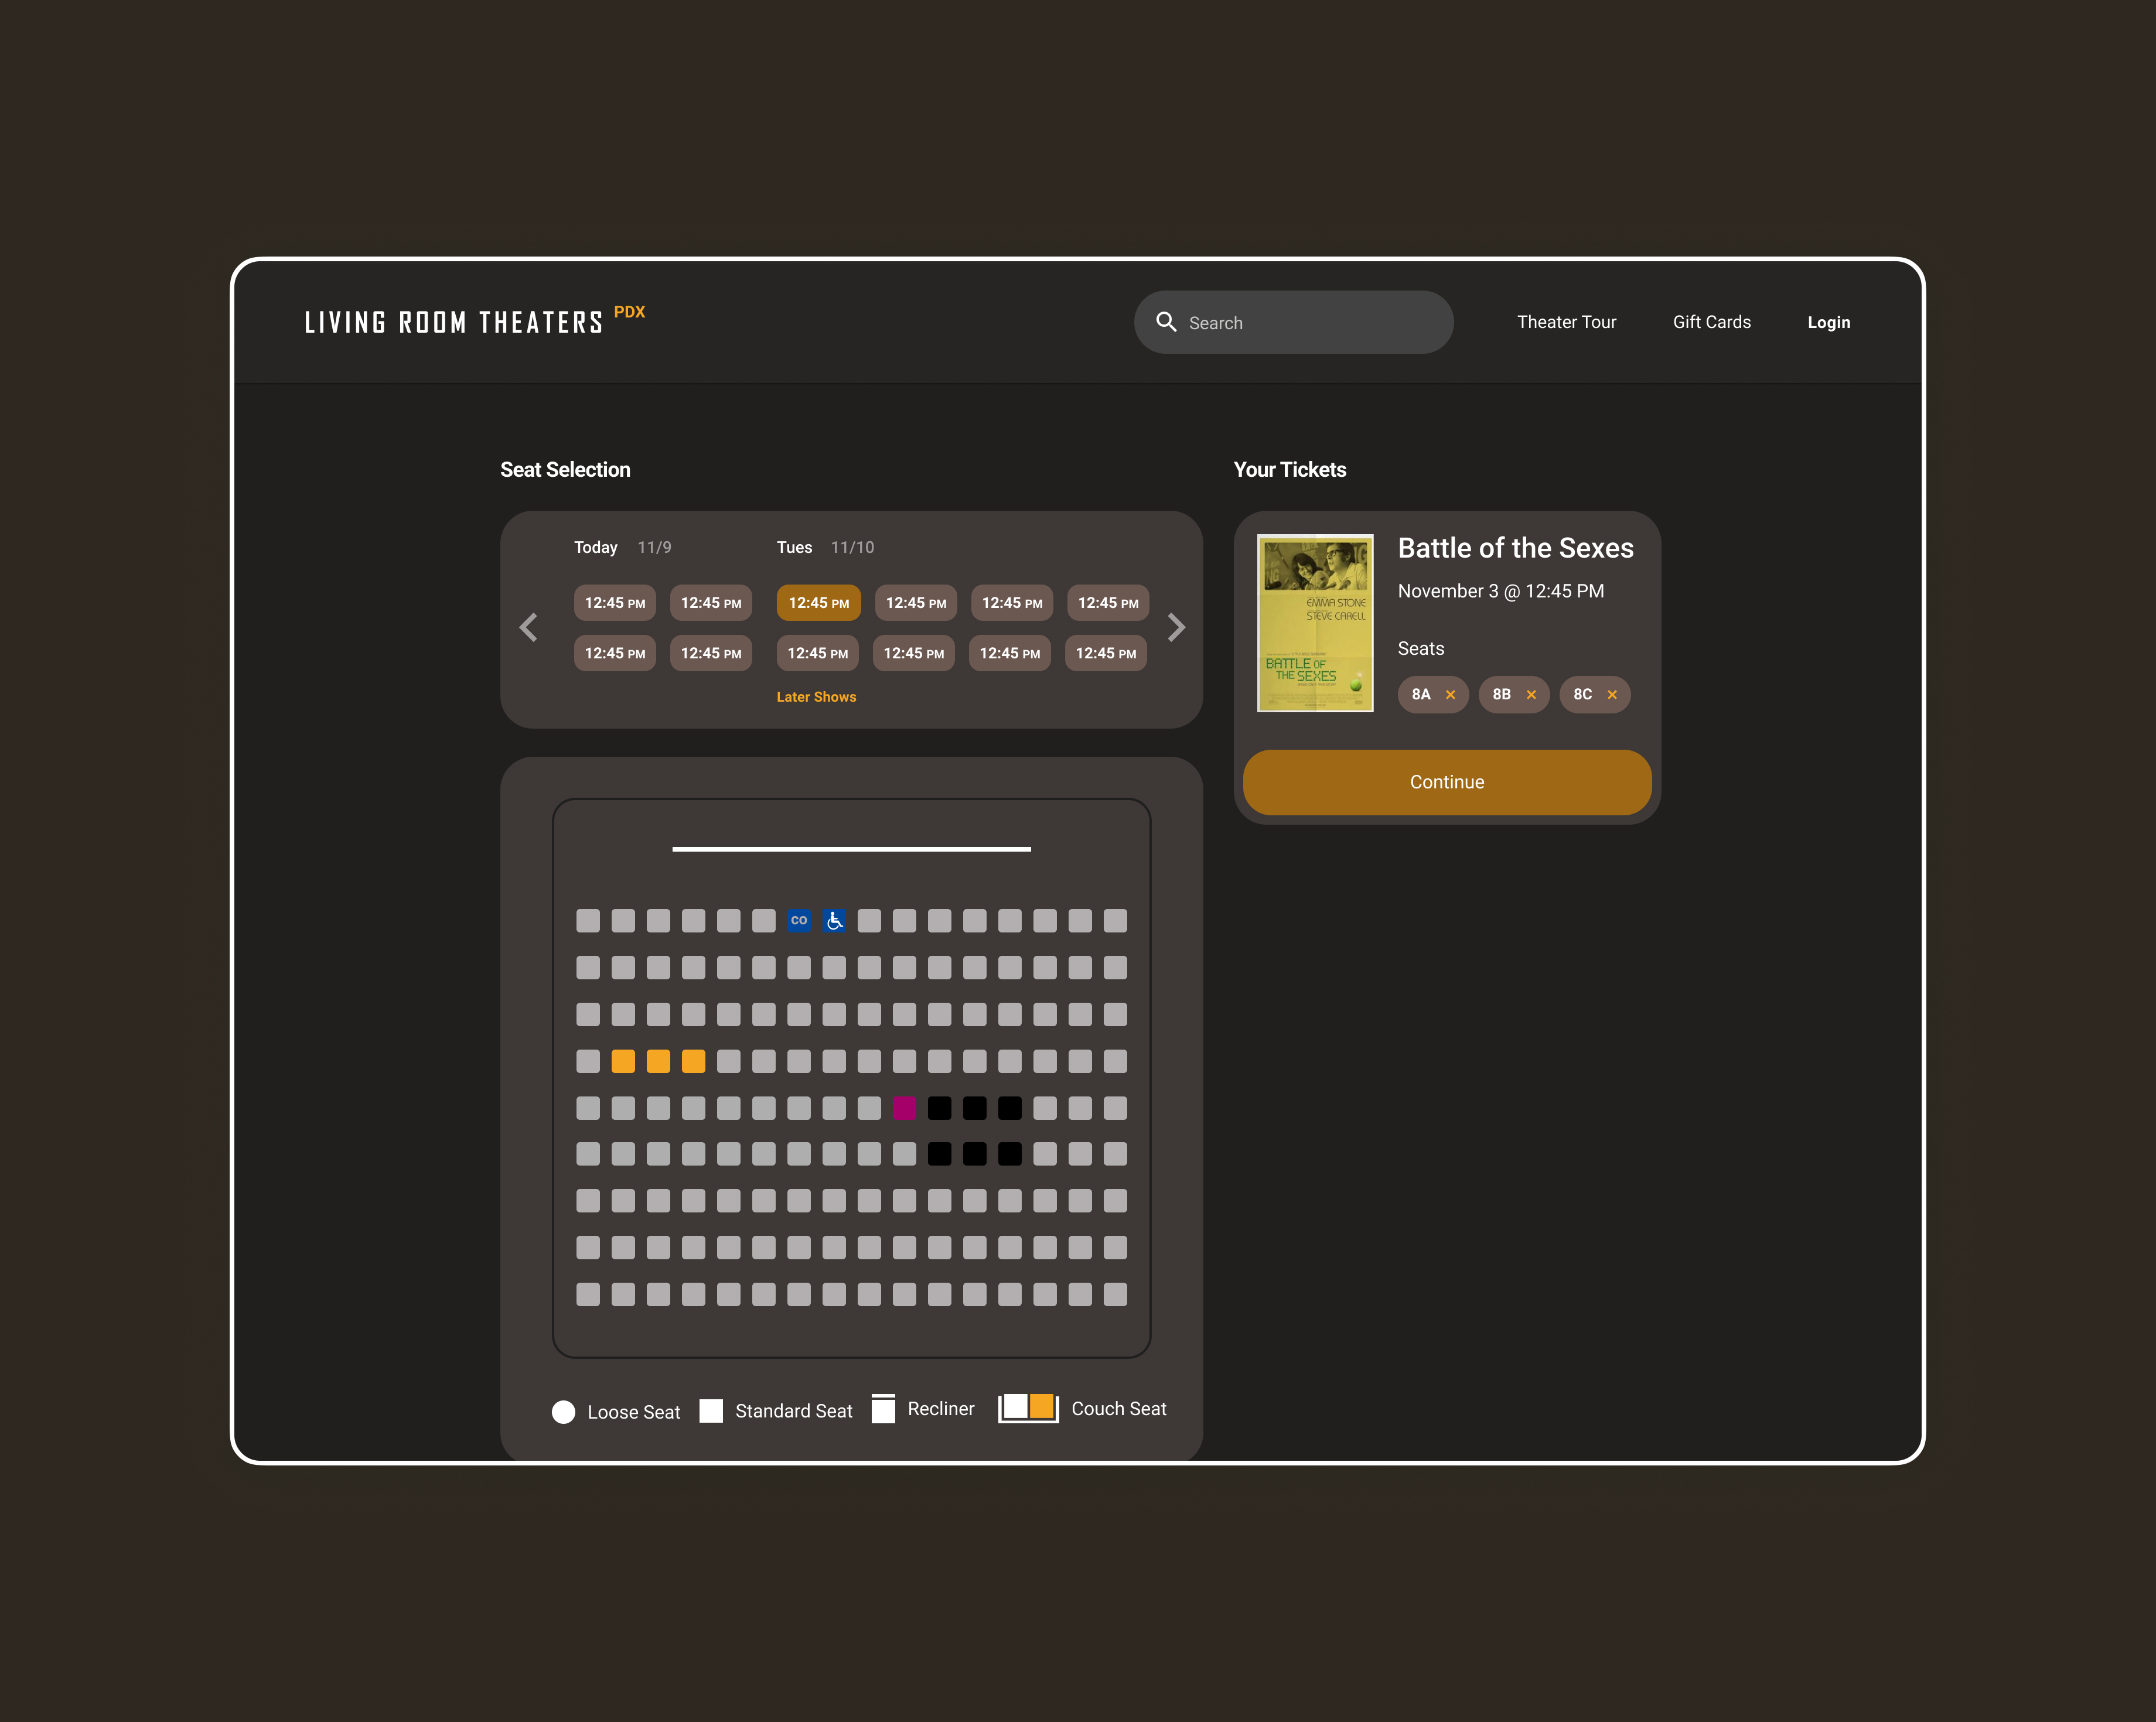 LIVING ROOM THEATERS PDX
Search
Theater Tour
Gift Cards
Login
Seat Selection
Today 11/9
Tues 11/10
12:45 PM 12:45 PM 12:45 PM 12:45 PM 12:45 PM 12:45 PM
12:45 PM 12:45 PM 12:45 PM 12:45 PM 12:45 PM 12:45 PM
Later Shows
CO
Loose Seat
Standard Seat
Recliner
Couch Seat
Your Tickets
EMMA STONE
STEVE CARELL
BATTLE OF
THE SEXES
Battle of the Sexes
November 3 @ 12:45 PM
Seats
8A × 8B × 8C ×
Continue